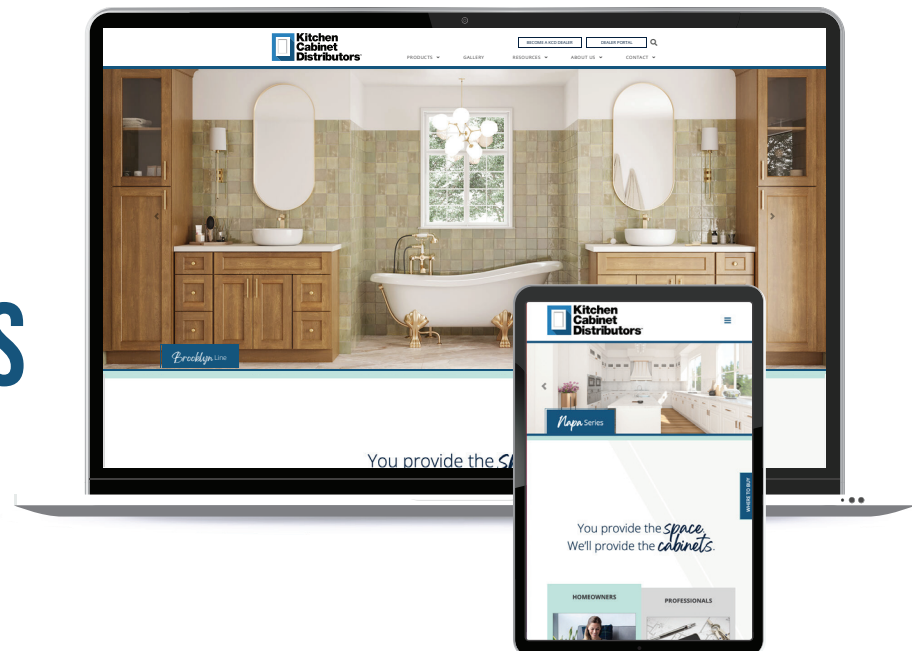 S
Kitchen
Cabinet
Distributors
BECOME A KCD DEALER
DEALER PORTAL
PRODUCTS
GALLERY
RESOURCES
ABOUT US
CONTACT
Brooklyn Line
You provide the
Kitchen
Cabinet
Distributors
Napa Series
WHERE TO BUY
You provide the space,
We'll provide the cabinets.
HOMEOWNERS
PROFESSIONALS